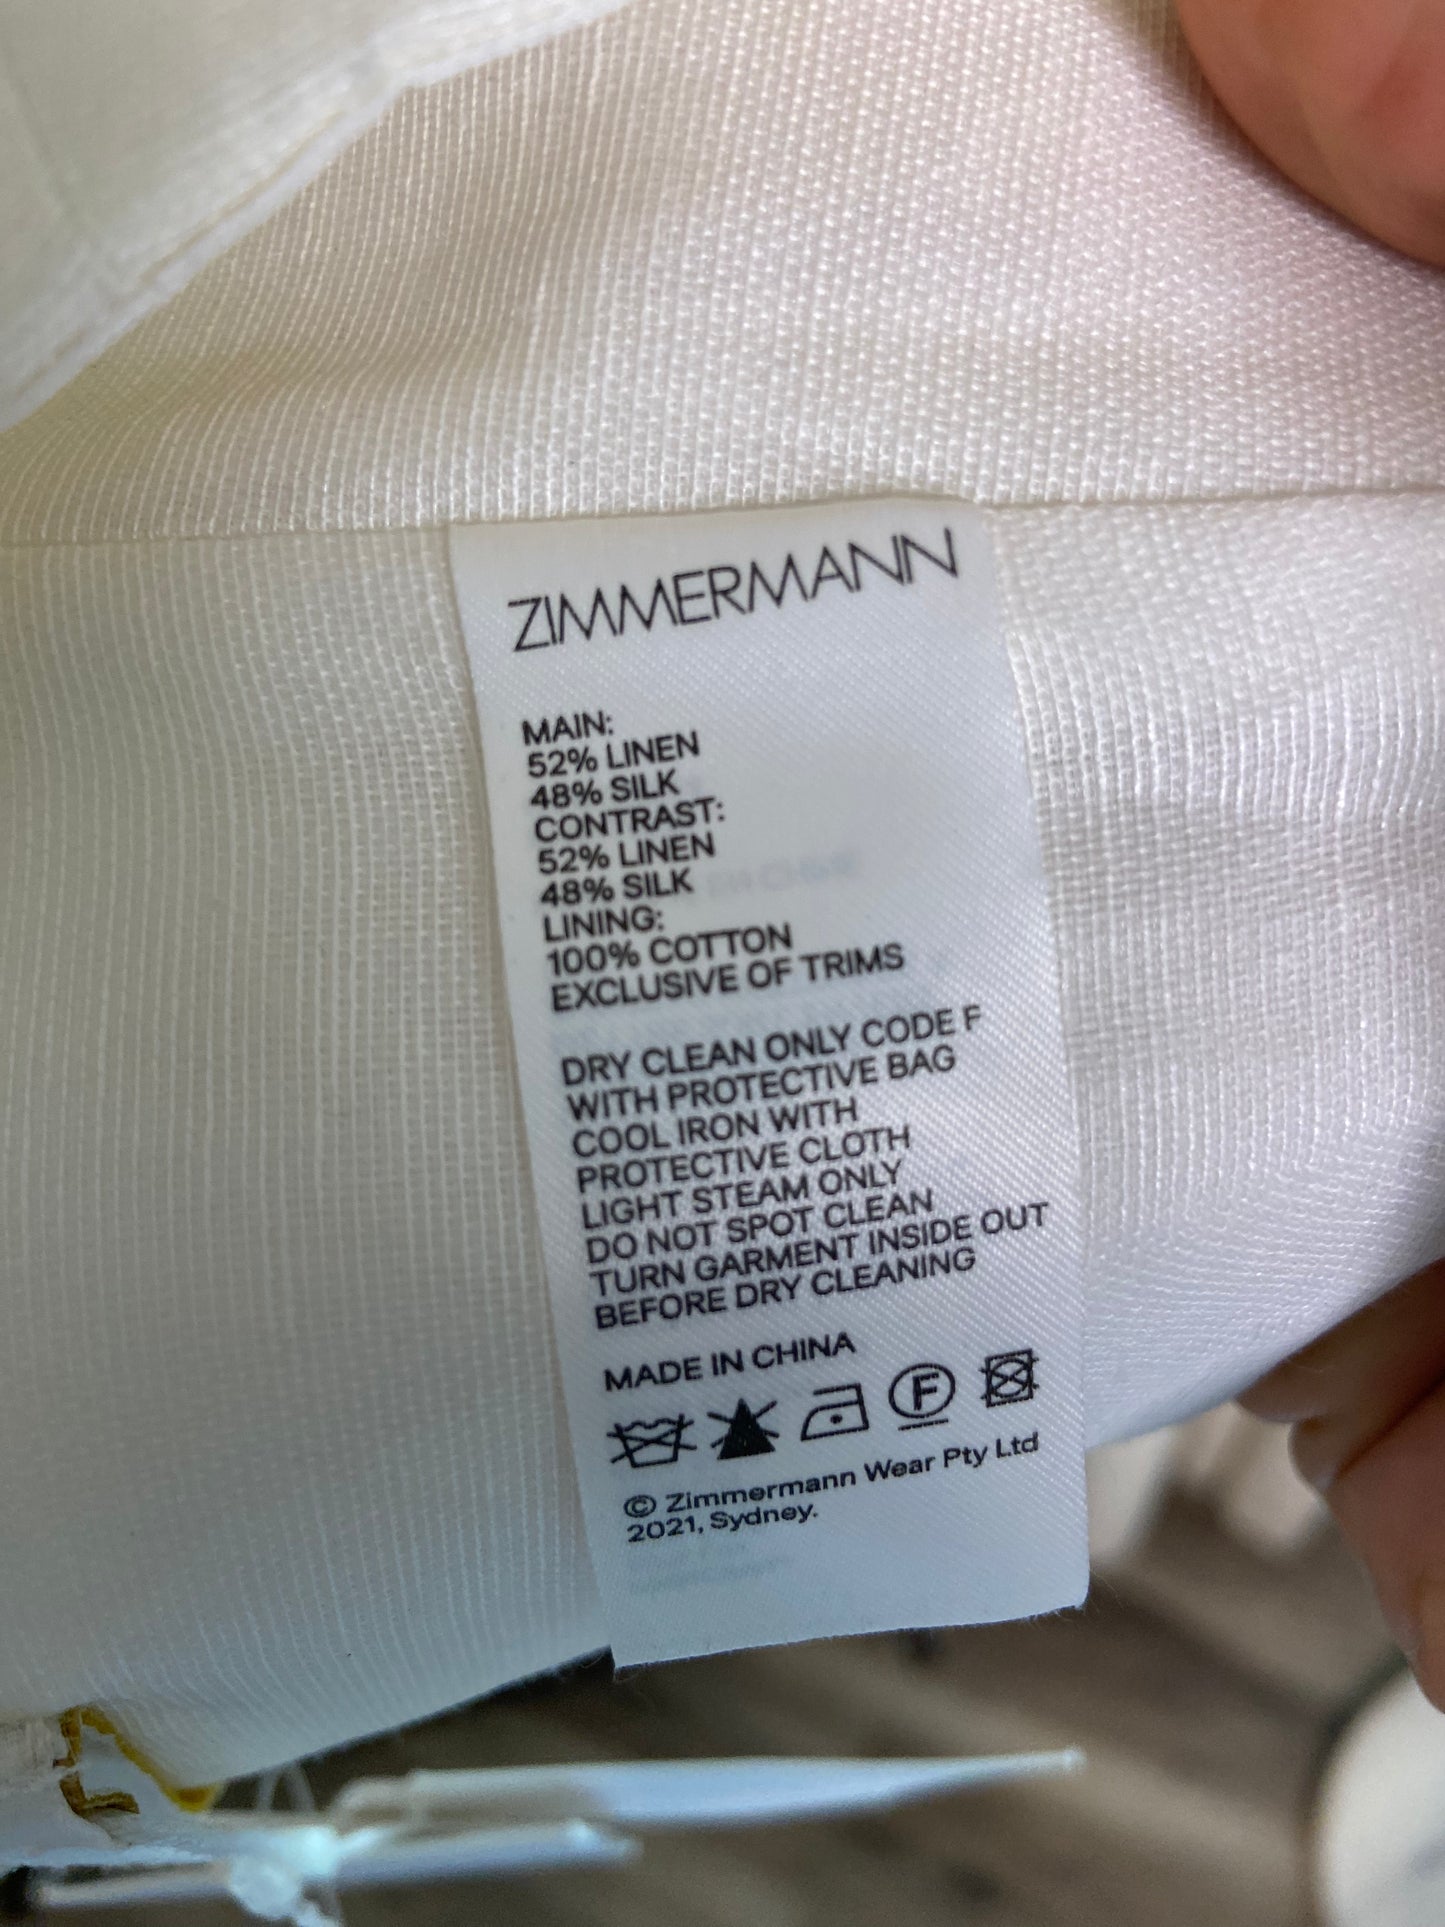 ZIMMERMANN
MAIN:
52% LINEN
48% SILK
CONTRAST:
52% LINEN
48% SILK
LINING:
100% COTTON
EXCLUSIVE OF TRIMS
DRY CLEAN ONLY CODE F
WITH PROTECTIVE BAG
COOL IRON WITH
PROTECTIVE CLOTH
LIGHT STEAM ONLY
DO NOT SPOT CLEAN
TURN GARMENT INSIDE OUT
BEFORE DRY CLEANING
MADE IN CHINA
F
© Zimmermann Wear Pty Ltd
2021, Sydney.